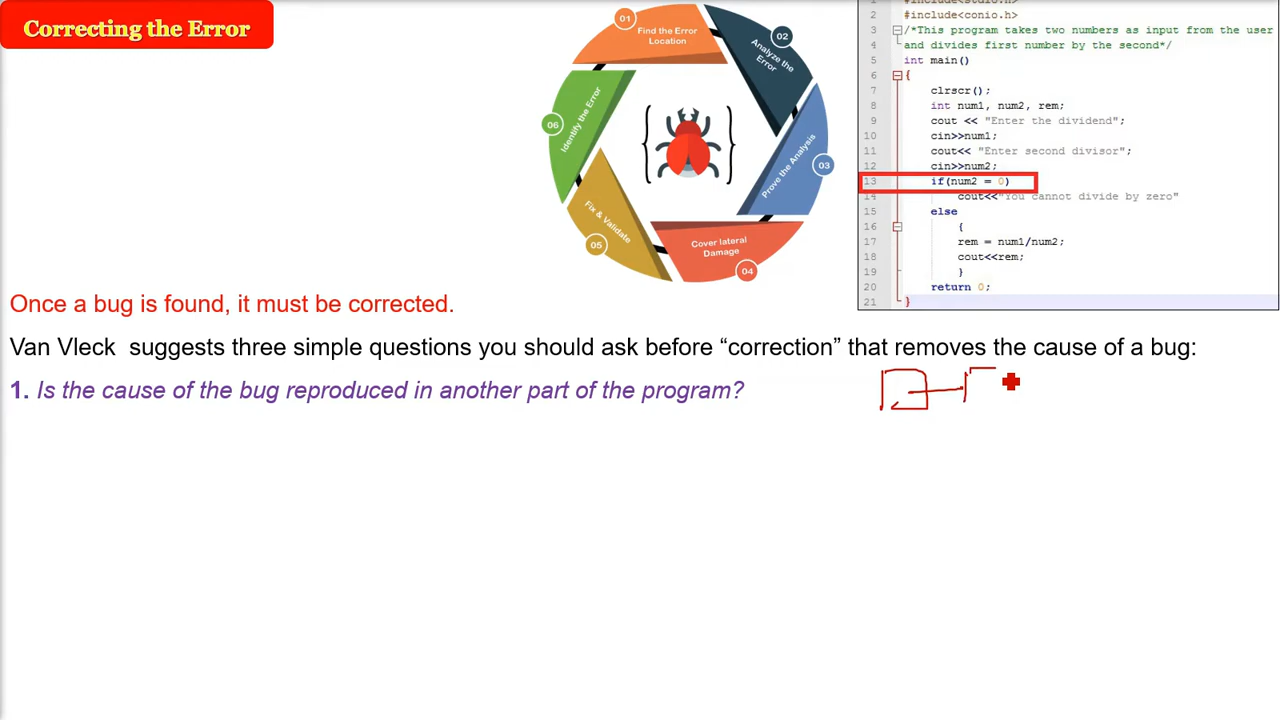 Correcting the Error
01
Find the Error
Location
02
Analyze the
Error
03
Prove the Analysis
04
Cover lateral
Damage
05
Fix & Validate
06
Identify the Error
2 #include<conio.h>
3 /*This program takes two numbers as input from the user
4 and divides first number by the second*/
5 int main()
6 {
7 clrscr();
8 int num1, num2, rem;
9 cout << "Enter the dividend";
10 cin>>num1;
11 cout<< "Enter second divisor";
12 cin>>num2;
13 if(num2 = 0)
14 cout<<"You cannot divide by zero"
15 else
16 {
17 rem = num1/num2;
18 cout<<rem;
19 }
20 return 0;
21 }
Once a bug is found, it must be corrected.
Van Vleck suggests three simple questions you should ask before “correction” that removes the cause of a bug:
1. Is the cause of the bug reproduced in another part of the program?